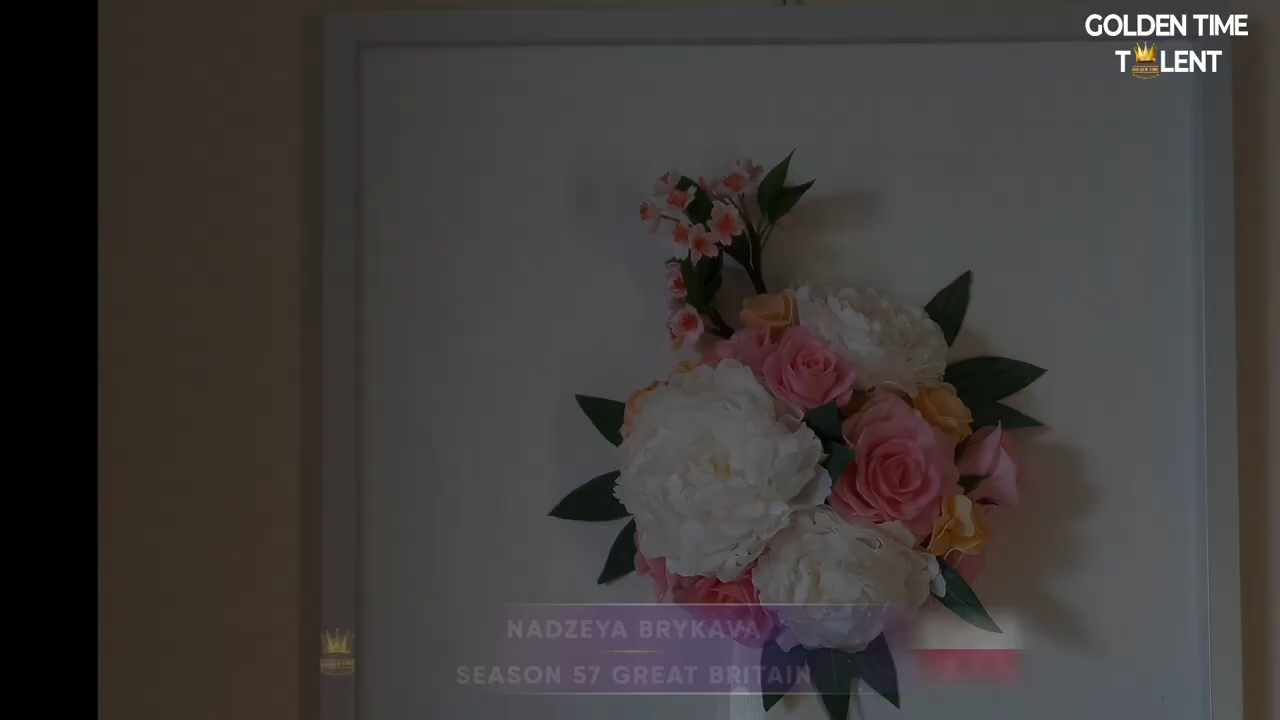 GOLDEN TIME
TALENT
NADZEYA BRYKAVA
SEASON 57 GREAT BRITAIN